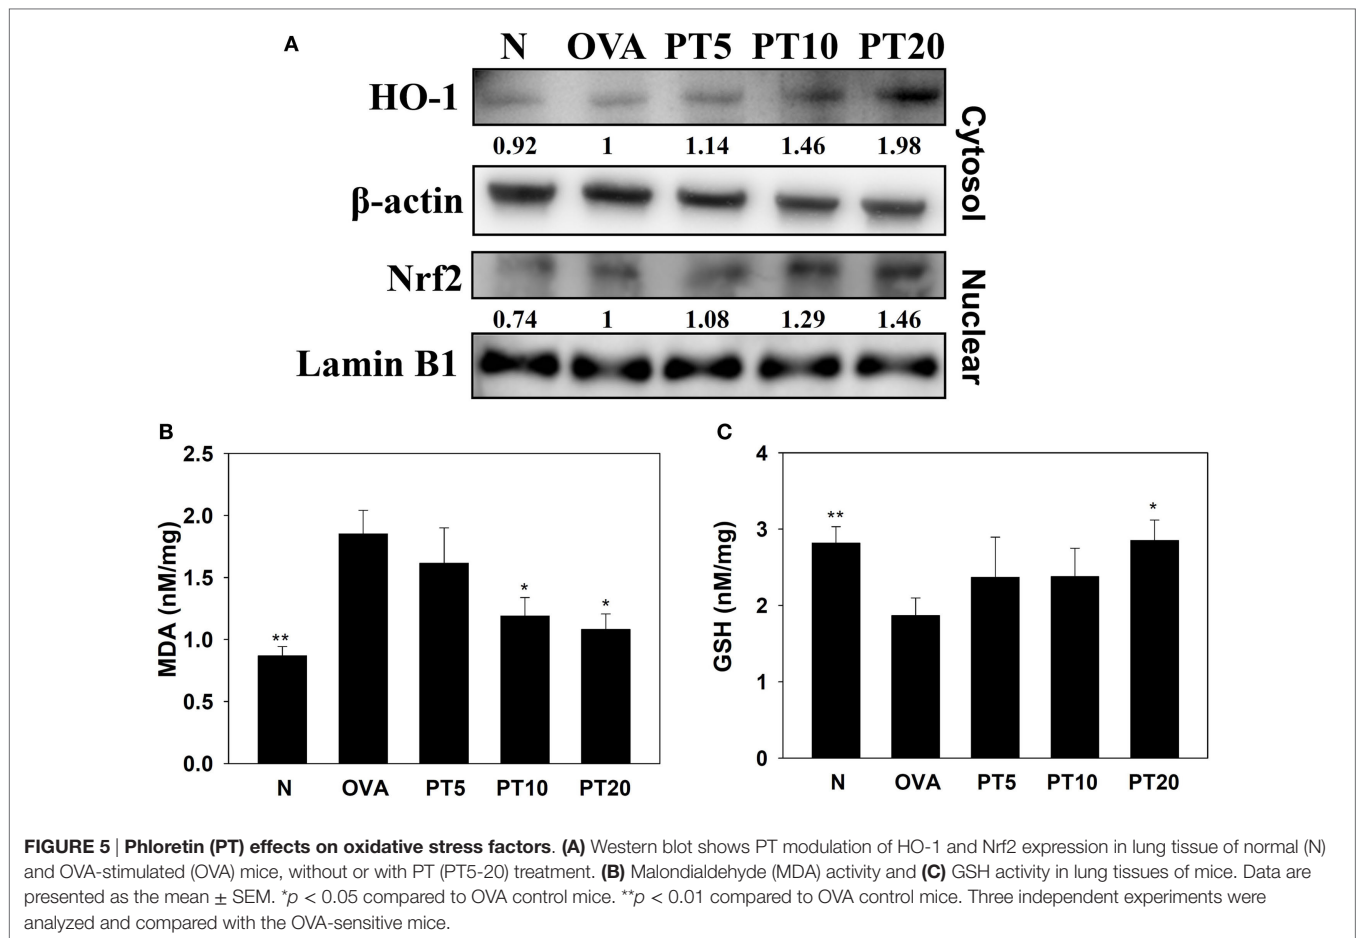 A
N OVA PT5 PT10 PT20
HO-1
0.92 1 1.14 1.46 1.98
β-actin
Cytosol
Nrf2
0.74 1 1.08 1.29 1.46
Lamin B1
Nuclear
B
MDA (nM/mg)
2.5
2.0
1.5
1.0
0.5
0.0
**
*
*
N OVA PT5 PT10 PT20
C
GSH (nM/mg)
4
3
2
1
0
**
*
N OVA PT5 PT10 PT20
FIGURE 5 | Phloretin (PT) effects on oxidative stress factors. (A) Western blot shows PT modulation of HO-1 and Nrf2 expression in lung tissue of normal (N)
and OVA-stimulated (OVA) mice, without or with PT (PT5-20) treatment. (B) Malondialdehyde (MDA) activity and (C) GSH activity in lung tissues of mice. Data are
presented as the mean ± SEM. *p < 0.05 compared to OVA control mice. **p < 0.01 compared to OVA control mice. Three independent experiments were
analyzed and compared with the OVA-sensitive mice.